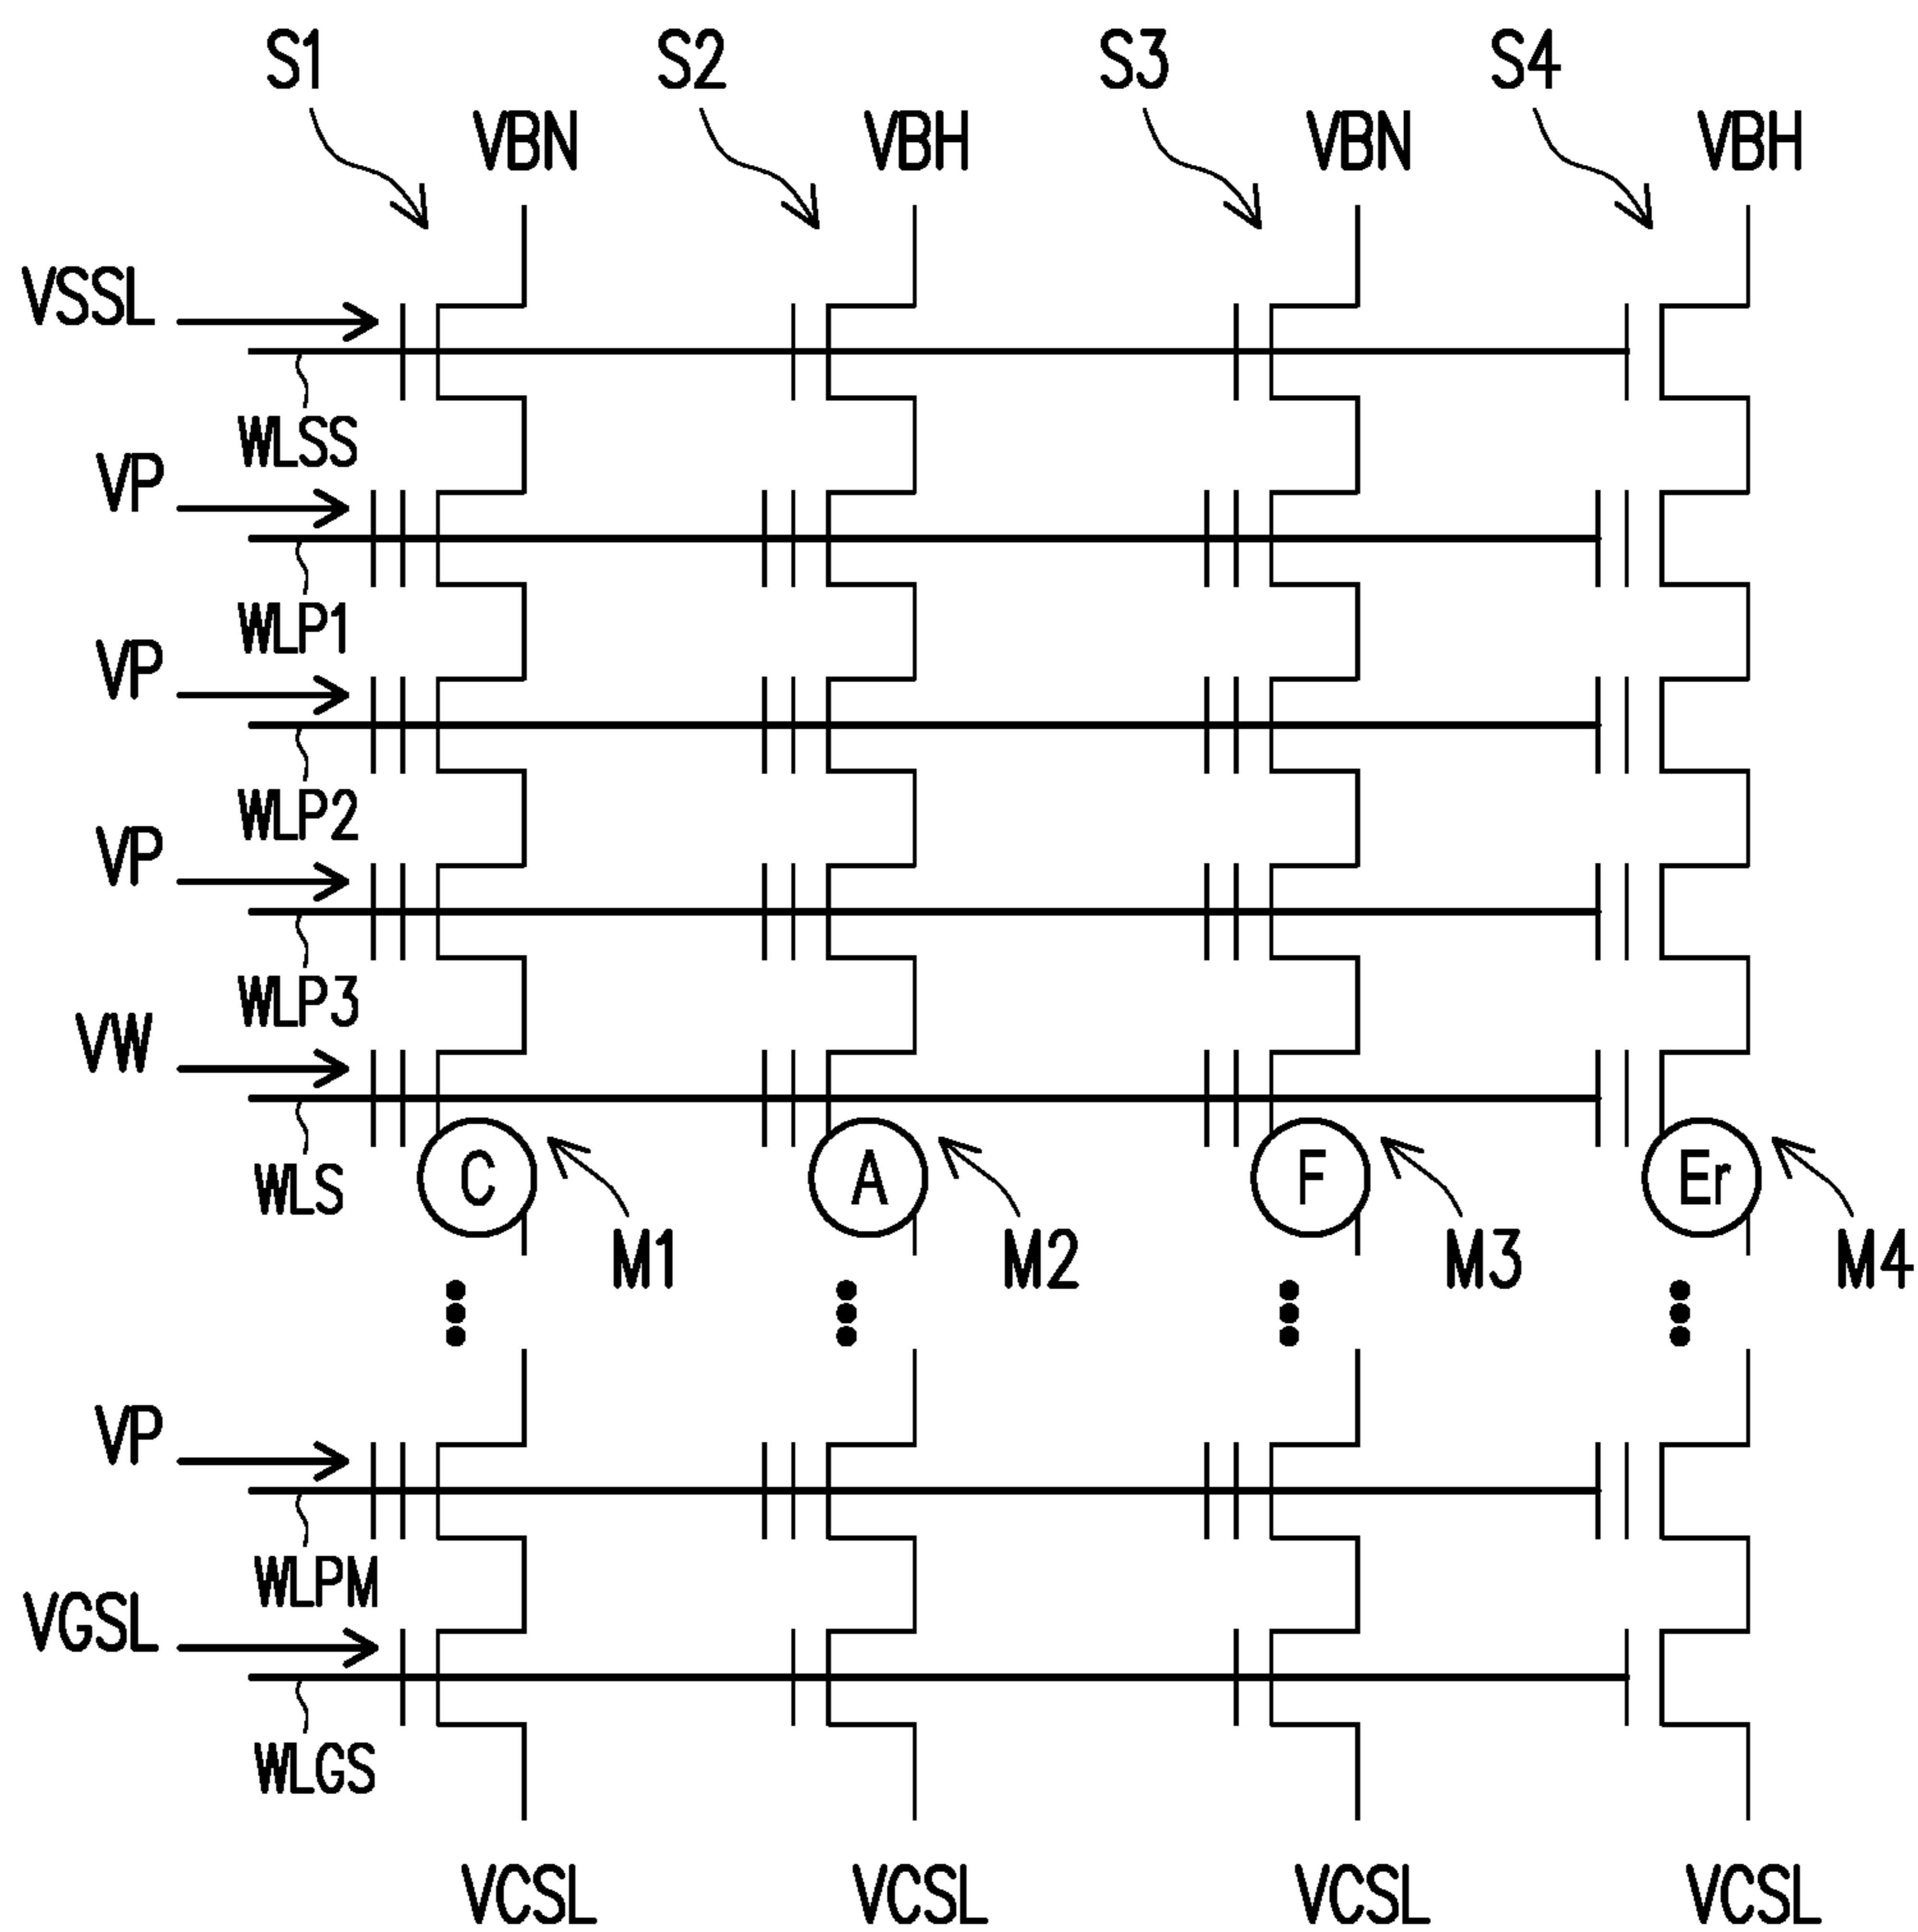 S1 S2 S3 S4
VBN VBH VBN VBH
VSSL
WLSS
VP
WLP1
VP
WLP2
VP
WLP3
VW
WLS
C A F Er
M1 M2 M3 M4
VP
WLPM
VGSL
WLGS
VCSL VCSL VCSL VCSL